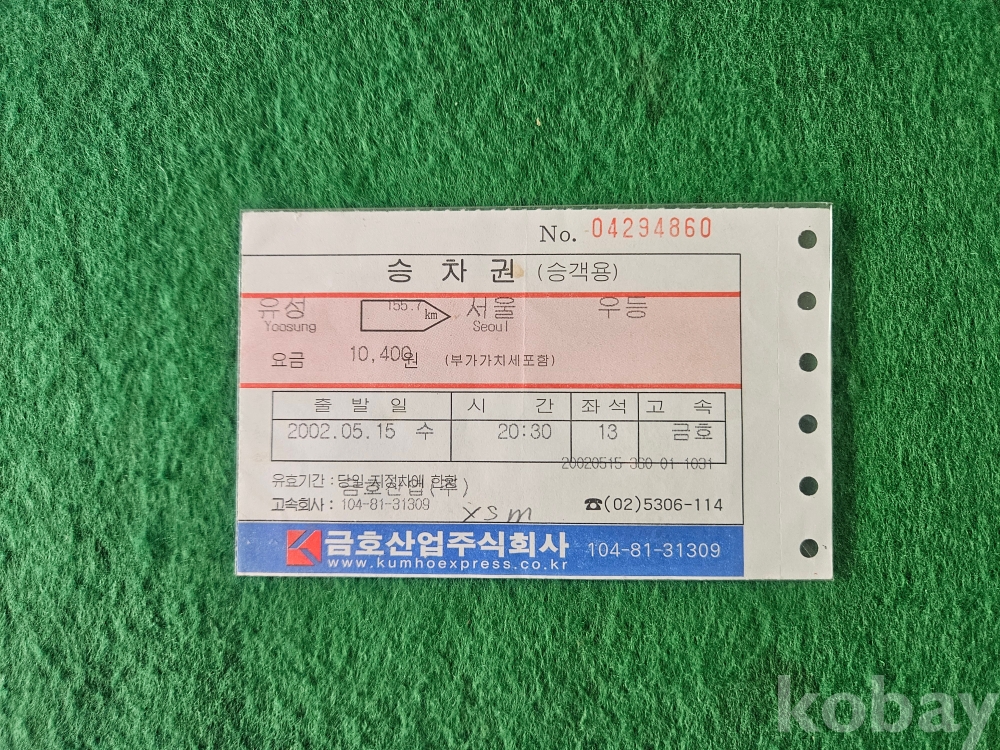 No. 04294860
승 차 권 (승객용)
유성 155.7 km 서울 우등
Yoosung Seoul
요금 10,400원 (부가가치세포함)
출 발 일 시 간 좌석 고 속
2002.05.15 수 20:30 13 금호
20020515 360 01 1031
유효기간 : 당일 지정차에 한함
금호산업(주)
고속회사 : 104-81-31309 ☎(02)5306-114
금호산업주식회사 104-81-31309
www.kumhoexpress.co.kr
kobay